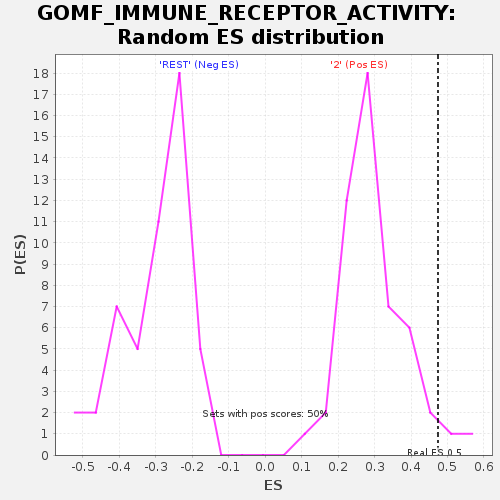 GOMF_IMMUNE_RECEPTOR_ACTIVITY:
Random ES distribution
'REST' (Neg ES)
'2' (Pos ES)
18
17
16
15
14
13
12
11
10
9
8
7
6
5
4
3
2
1
0
P(ES)
Sets with pos scores: 50%
Real ES 0.5
-0.5 -0.4 -0.3 -0.2 -0.1 0.0 0.1 0.2 0.3 0.4 0.5 0.6
ES